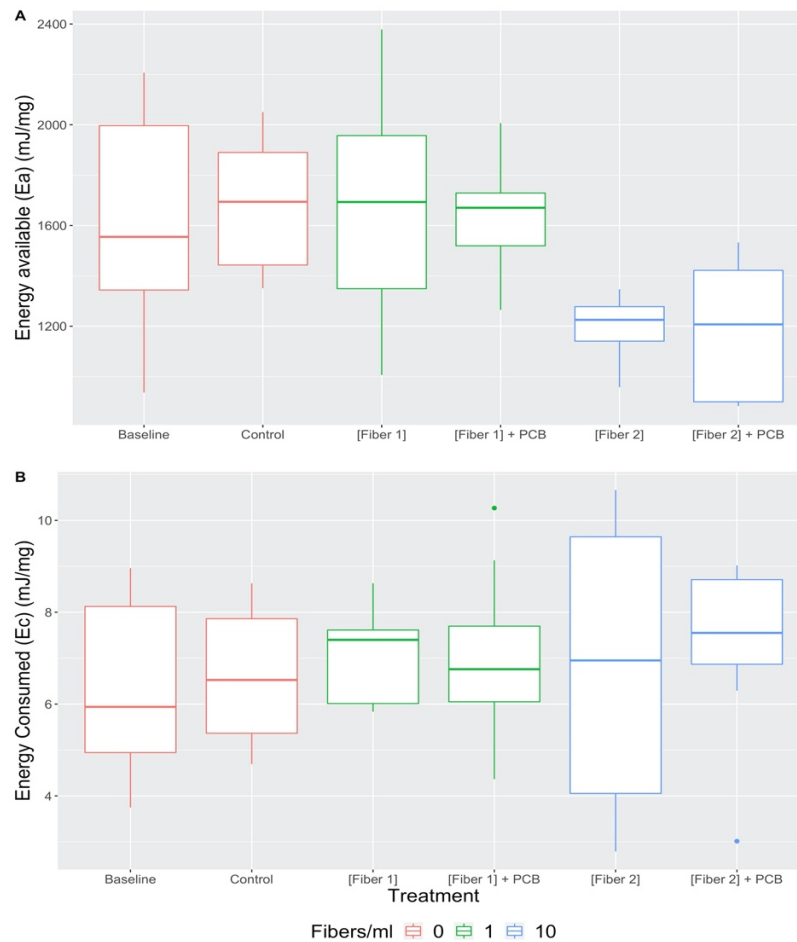 A
Energy available (Ea) (mJ/mg)
2400
2000
1600
1200
Baseline Control [Fiber 1] [Fiber 1] + PCB [Fiber 2] [Fiber 2] + PCB
B
Energy Consumed (Ec) (mJ/mg)
10
8
6
4
Baseline Control [Fiber 1] [Fiber 1] + PCB [Fiber 2] [Fiber 2] + PCB
Treatment
Fibers/ml 0 1 10